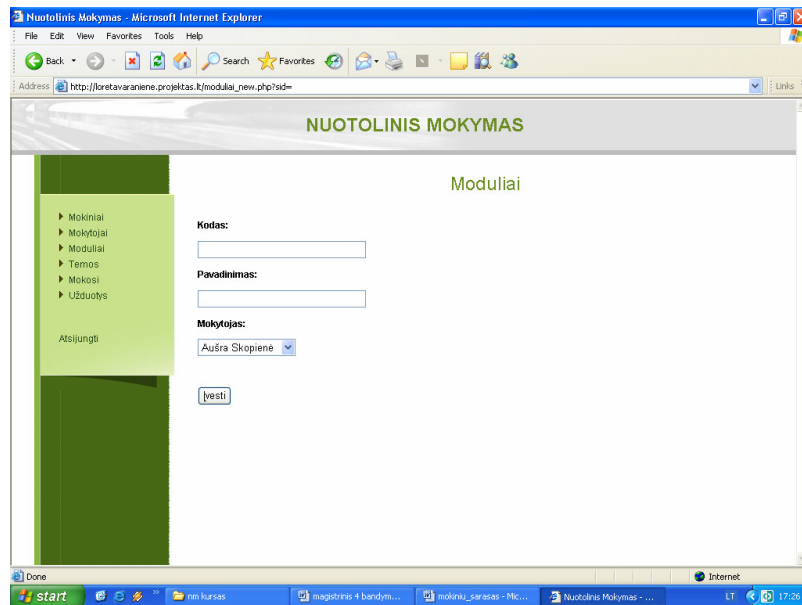 Nuotolinis Mokymas - Microsoft Internet Explorer
File Edit View Favorites Tools Help
Back Search Favorites
Address http://loretavaraniene.projektas.lt/moduliai_new.php?sid= Links
NUOTOLINIS MOKYMAS
Moduliai
Mokiniai
Mokytojai
Moduliai
Temos
Mokosi
Užduotys
Atsijungti
Kodas:
Pavadinimas:
Mokytojas:
Aušra Skopienė
Įvesti
Done Internet
start nm kursas magistrinis 4 bandym... mokiniu_sarasas - Mic... Nuotolinis Mokymas - ... LT 17:26